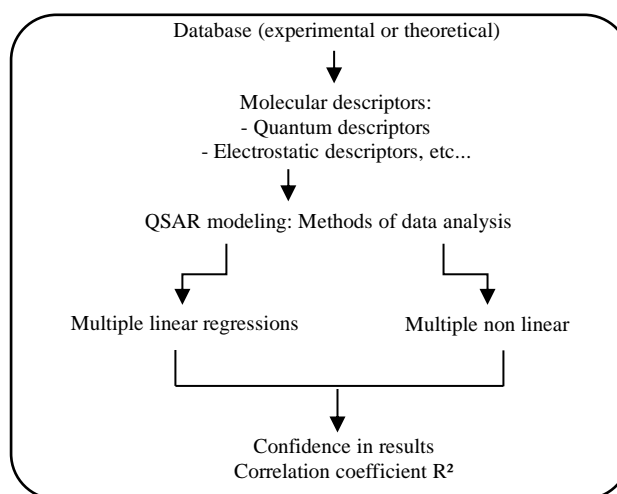 Database (experimental or theoretical)
Molecular descriptors:
- Quantum descriptors
- Electrostatic descriptors, etc...
QSAR modeling: Methods of data analysis
Multiple linear regressions
Multiple non linear
Confidence in results
Correlation coefficient R²